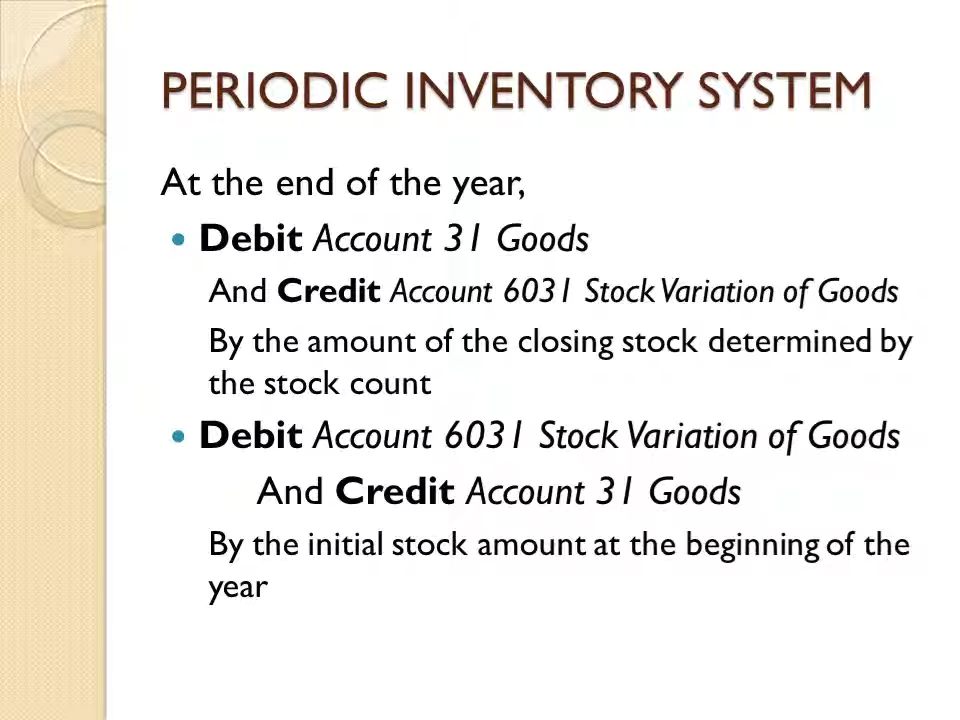 PERIODIC INVENTORY SYSTEM
At the end of the year,
• Debit Account 31 Goods
And Credit Account 6031 Stock Variation of Goods
By the amount of the closing stock determined by
the stock count
• Debit Account 6031 Stock Variation of Goods
And Credit Account 31 Goods
By the initial stock amount at the beginning of the
year